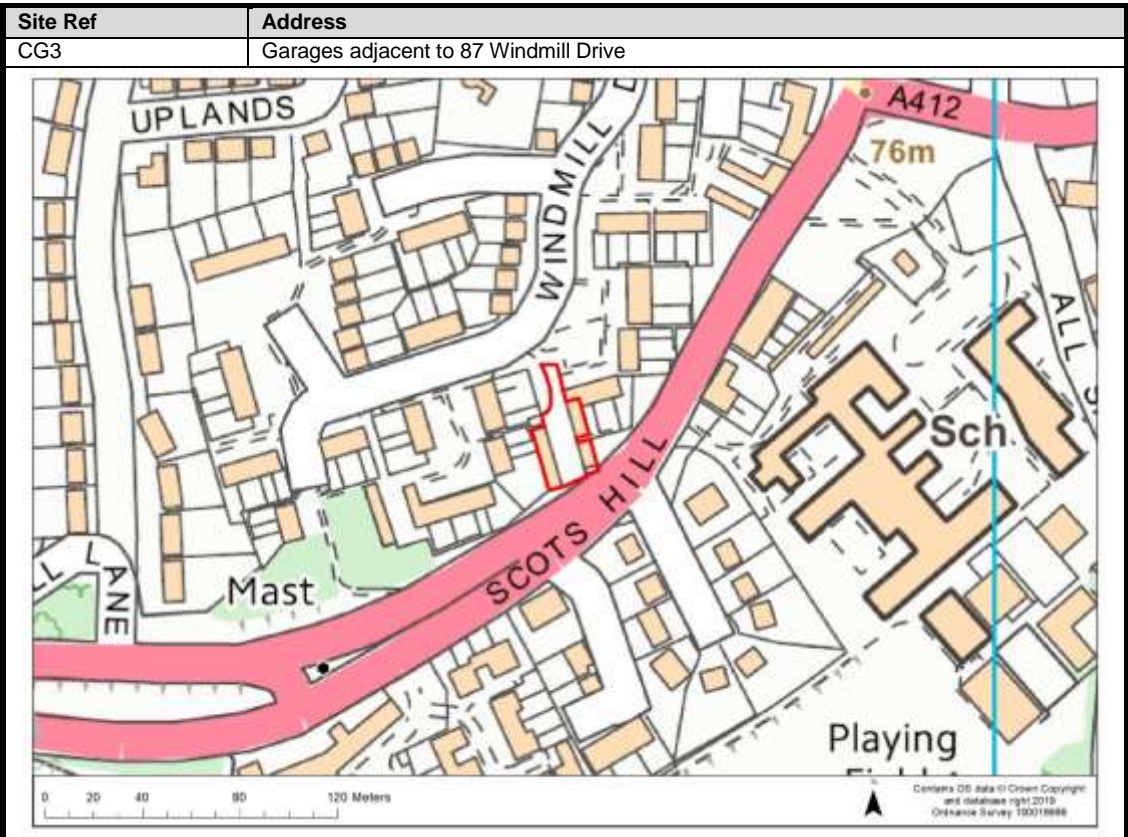 Site Ref Address
CG3 Garages adjacent to 87 Windmill Drive
UPLANDS
A412
76m
WINDMILL D
ALL S
Sch
SCOTS HILL
LL LANE
Mast
Playing
Field
0 20 40 80 120 Meters
Contains OS data © Crown Copyright
and database right 2019
Ordnance Survey